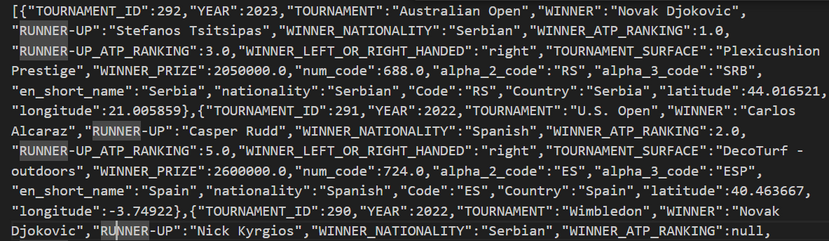 [{"TOURNAMENT_ID":292,"YEAR":2023,"TOURNAMENT":"Australian Open","WINNER":"Novak Djokovic",
"RUNNER-UP":"Stefanos Tsitsipas","WINNER_NATIONALITY":"Serbian","WINNER_ATP_RANKING":1.0,
"RUNNER-UP_ATP_RANKING":3.0,"WINNER_LEFT_OR_RIGHT_HANDED":"right","TOURNAMENT_SURFACE":"Plexicushion
Prestige","WINNER_PRIZE":2050000.0,"num_code":688.0,"alpha_2_code":"RS","alpha_3_code":"SRB",
"en_short_name":"Serbia","nationality":"Serbian","Code":"RS","Country":"Serbia","latitude":44.016521,
"longitude":21.005859},{"TOURNAMENT_ID":291,"YEAR":2022,"TOURNAMENT":"U.S. Open","WINNER":"Carlos
Alcaraz","RUNNER-UP":"Casper Rudd","WINNER_NATIONALITY":"Spanish","WINNER_ATP_RANKING":2.0,
"RUNNER-UP_ATP_RANKING":5.0,"WINNER_LEFT_OR_RIGHT_HANDED":"right","TOURNAMENT_SURFACE":"DecoTurf -
outdoors","WINNER_PRIZE":2600000.0,"num_code":724.0,"alpha_2_code":"ES","alpha_3_code":"ESP",
"en_short_name":"Spain","nationality":"Spanish","Code":"ES","Country":"Spain","latitude":40.463667,
"longitude":-3.74922},{"TOURNAMENT_ID":290,"YEAR":2022,"TOURNAMENT":"Wimbledon","WINNER":"Novak
Djokovic","RUNNER-UP":"Nick Kyrgios","WINNER_NATIONALITY":"Serbian","WINNER_ATP_RANKING":null,